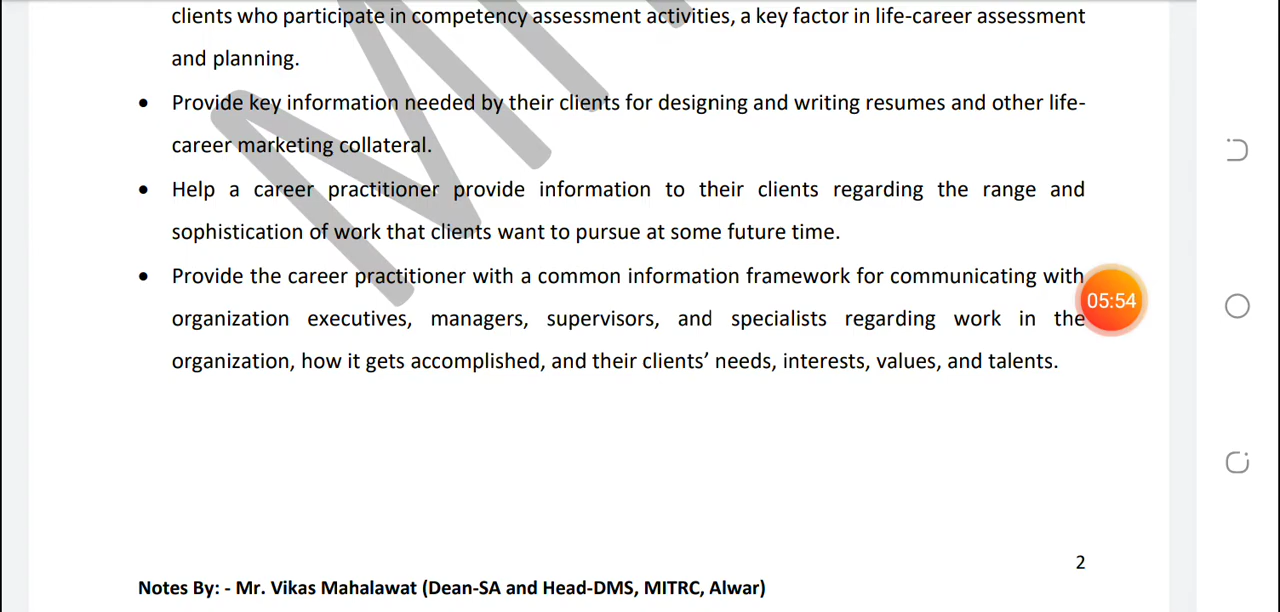 clients who participate in competency assessment activities, a key factor in life-career assessment
and planning.
• Provide key information needed by their clients for designing and writing resumes and other life-
career marketing collateral.
• Help a career practitioner provide information to their clients regarding the range and
sophistication of work that clients want to pursue at some future time.
• Provide the career practitioner with a common information framework for communicating with
05:54
organization executives, managers, supervisors, and specialists regarding work in the
organization, how it gets accomplished, and their clients’ needs, interests, values, and talents.
2
Notes By: - Mr. Vikas Mahalawat (Dean-SA and Head-DMS, MITRC, Alwar)